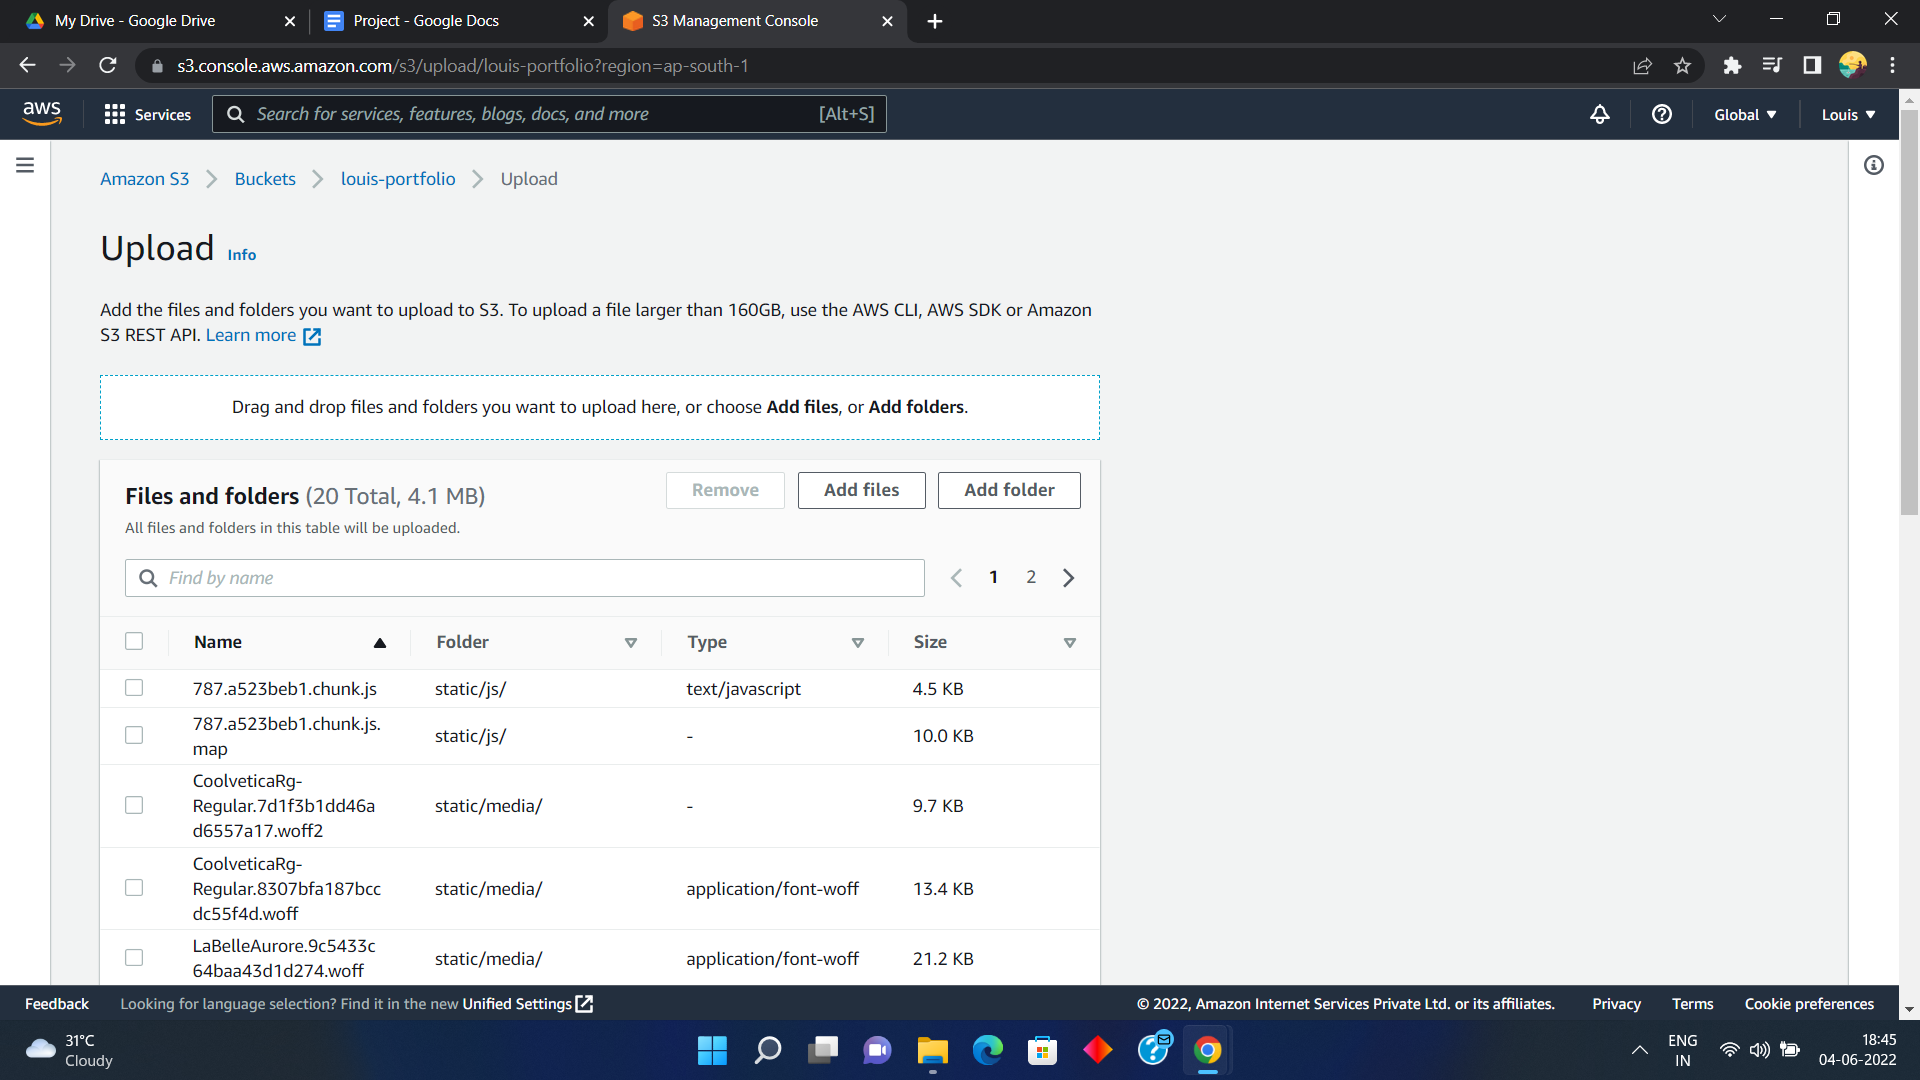 My Drive - Google Drive
Project - Google Docs
S3 Management Console
s3.console.aws.amazon.com/s3/upload/louis-portfolio?region=ap-south-1
aws
Services
Search for services, features, blogs, docs, and more
[Alt+S]
Global
Louis
Amazon S3
Buckets
louis-portfolio
Upload
Upload Info
Add the files and folders you want to upload to S3. To upload a file larger than 160GB, use the AWS CLI, AWS SDK or Amazon
S3 REST API. Learn more
Drag and drop files and folders you want to upload here, or choose Add files, or Add folders.
Files and folders (20 Total, 4.1 MB)
Remove
Add files
Add folder
All files and folders in this table will be uploaded.
Find by name
1
2
Name
Folder
Type
Size
787.a523beb1.chunk.js
static/js/
text/javascript
4.5 KB
787.a523beb1.chunk.js.
map
static/js/
-
10.0 KB
CoolveticaRg-
Regular.7d1f3b1dd46a
d6557a17.woff2
static/media/
-
9.7 KB
CoolveticaRg-
Regular.8307bfa187bcc
dc55f4d.woff
static/media/
application/font-woff
13.4 KB
LaBelleAurore.9c5433c
64baa43d1d274.woff
static/media/
application/font-woff
21.2 KB
Feedback
Looking for language selection? Find it in the new Unified Settings
© 2022, Amazon Internet Services Private Ltd. or its affiliates.
Privacy
Terms
Cookie preferences
31°C
Cloudy
ENG
IN
18:45
04-06-2022